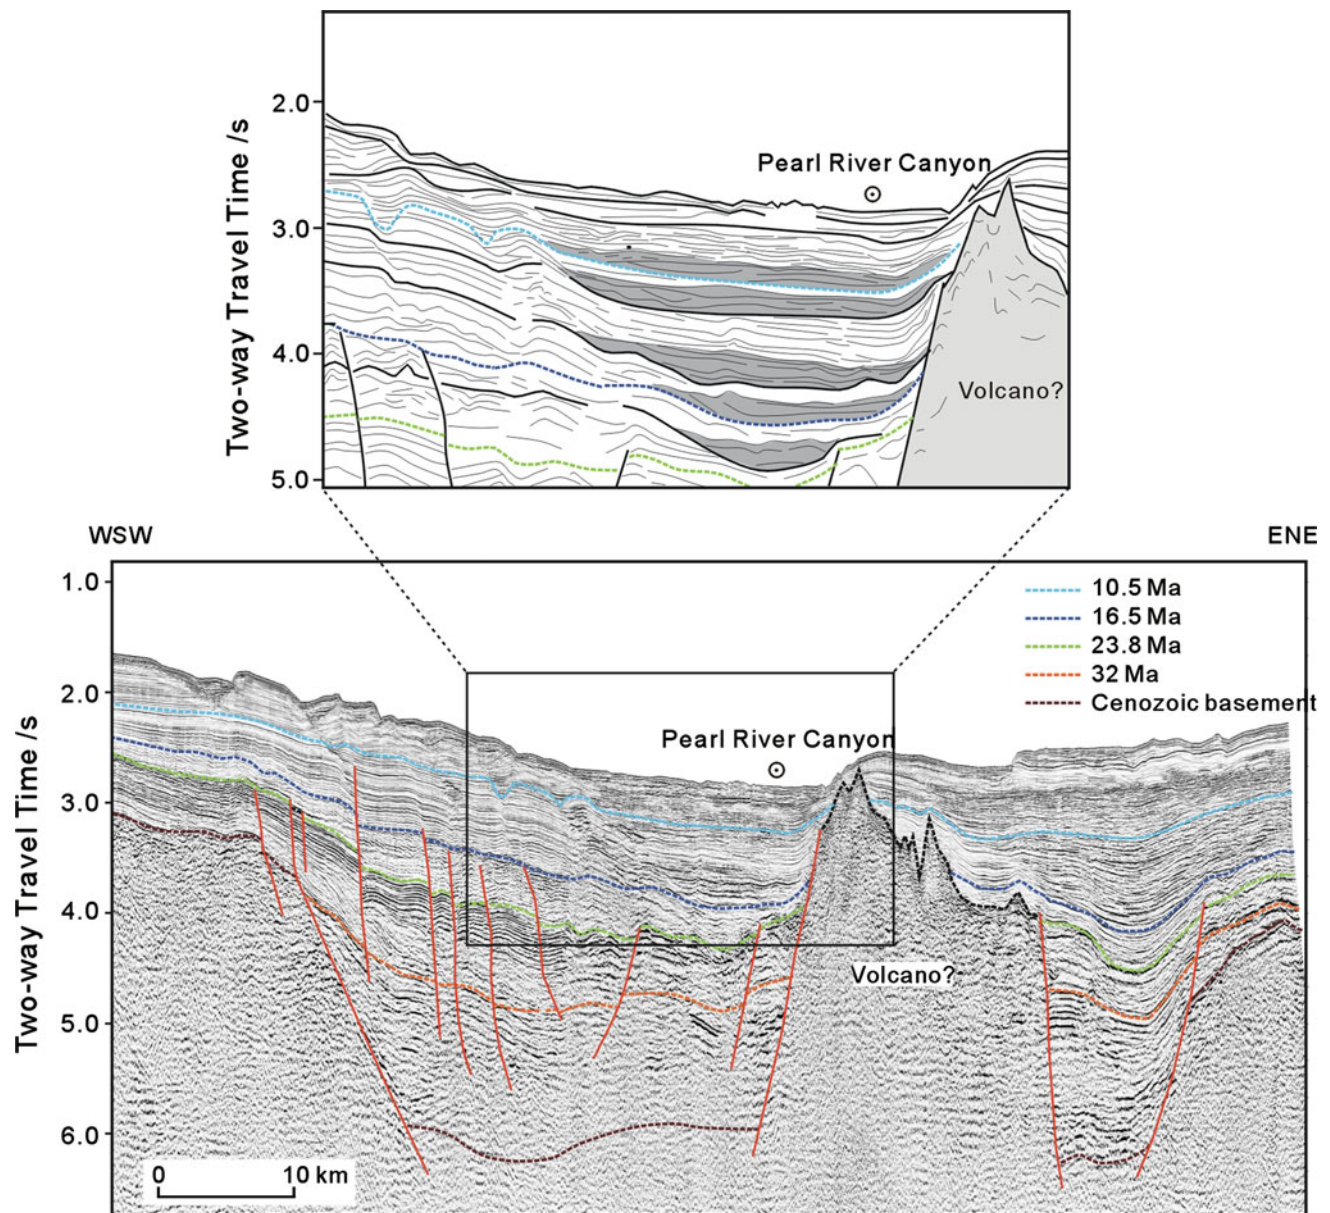 2.0
Two-way Travel Time /s
Pearl River Canyon
3.0
4.0
Volcano?
5.0
WSW
ENE
1.0
10.5 Ma
16.5 Ma
23.8 Ma
32 Ma
Cenozoic basement
2.0
Two-way Travel Time /s
Pearl River Canyon
3.0
4.0
Volcano?
5.0
6.0
0
10 km